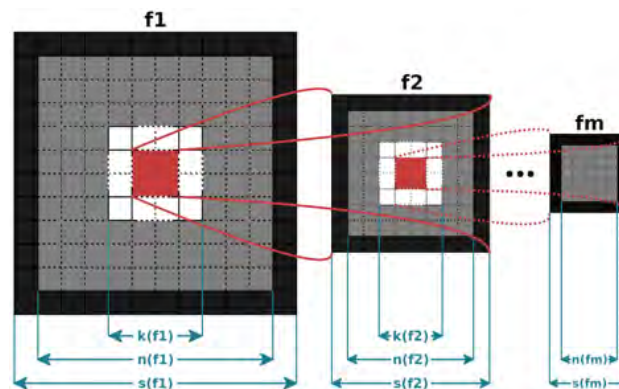 f1
f2
fm
k(f1)
n(f1)
s(f1)
k(f2)
n(f2)
s(f2)
n(fm)
s(fm)